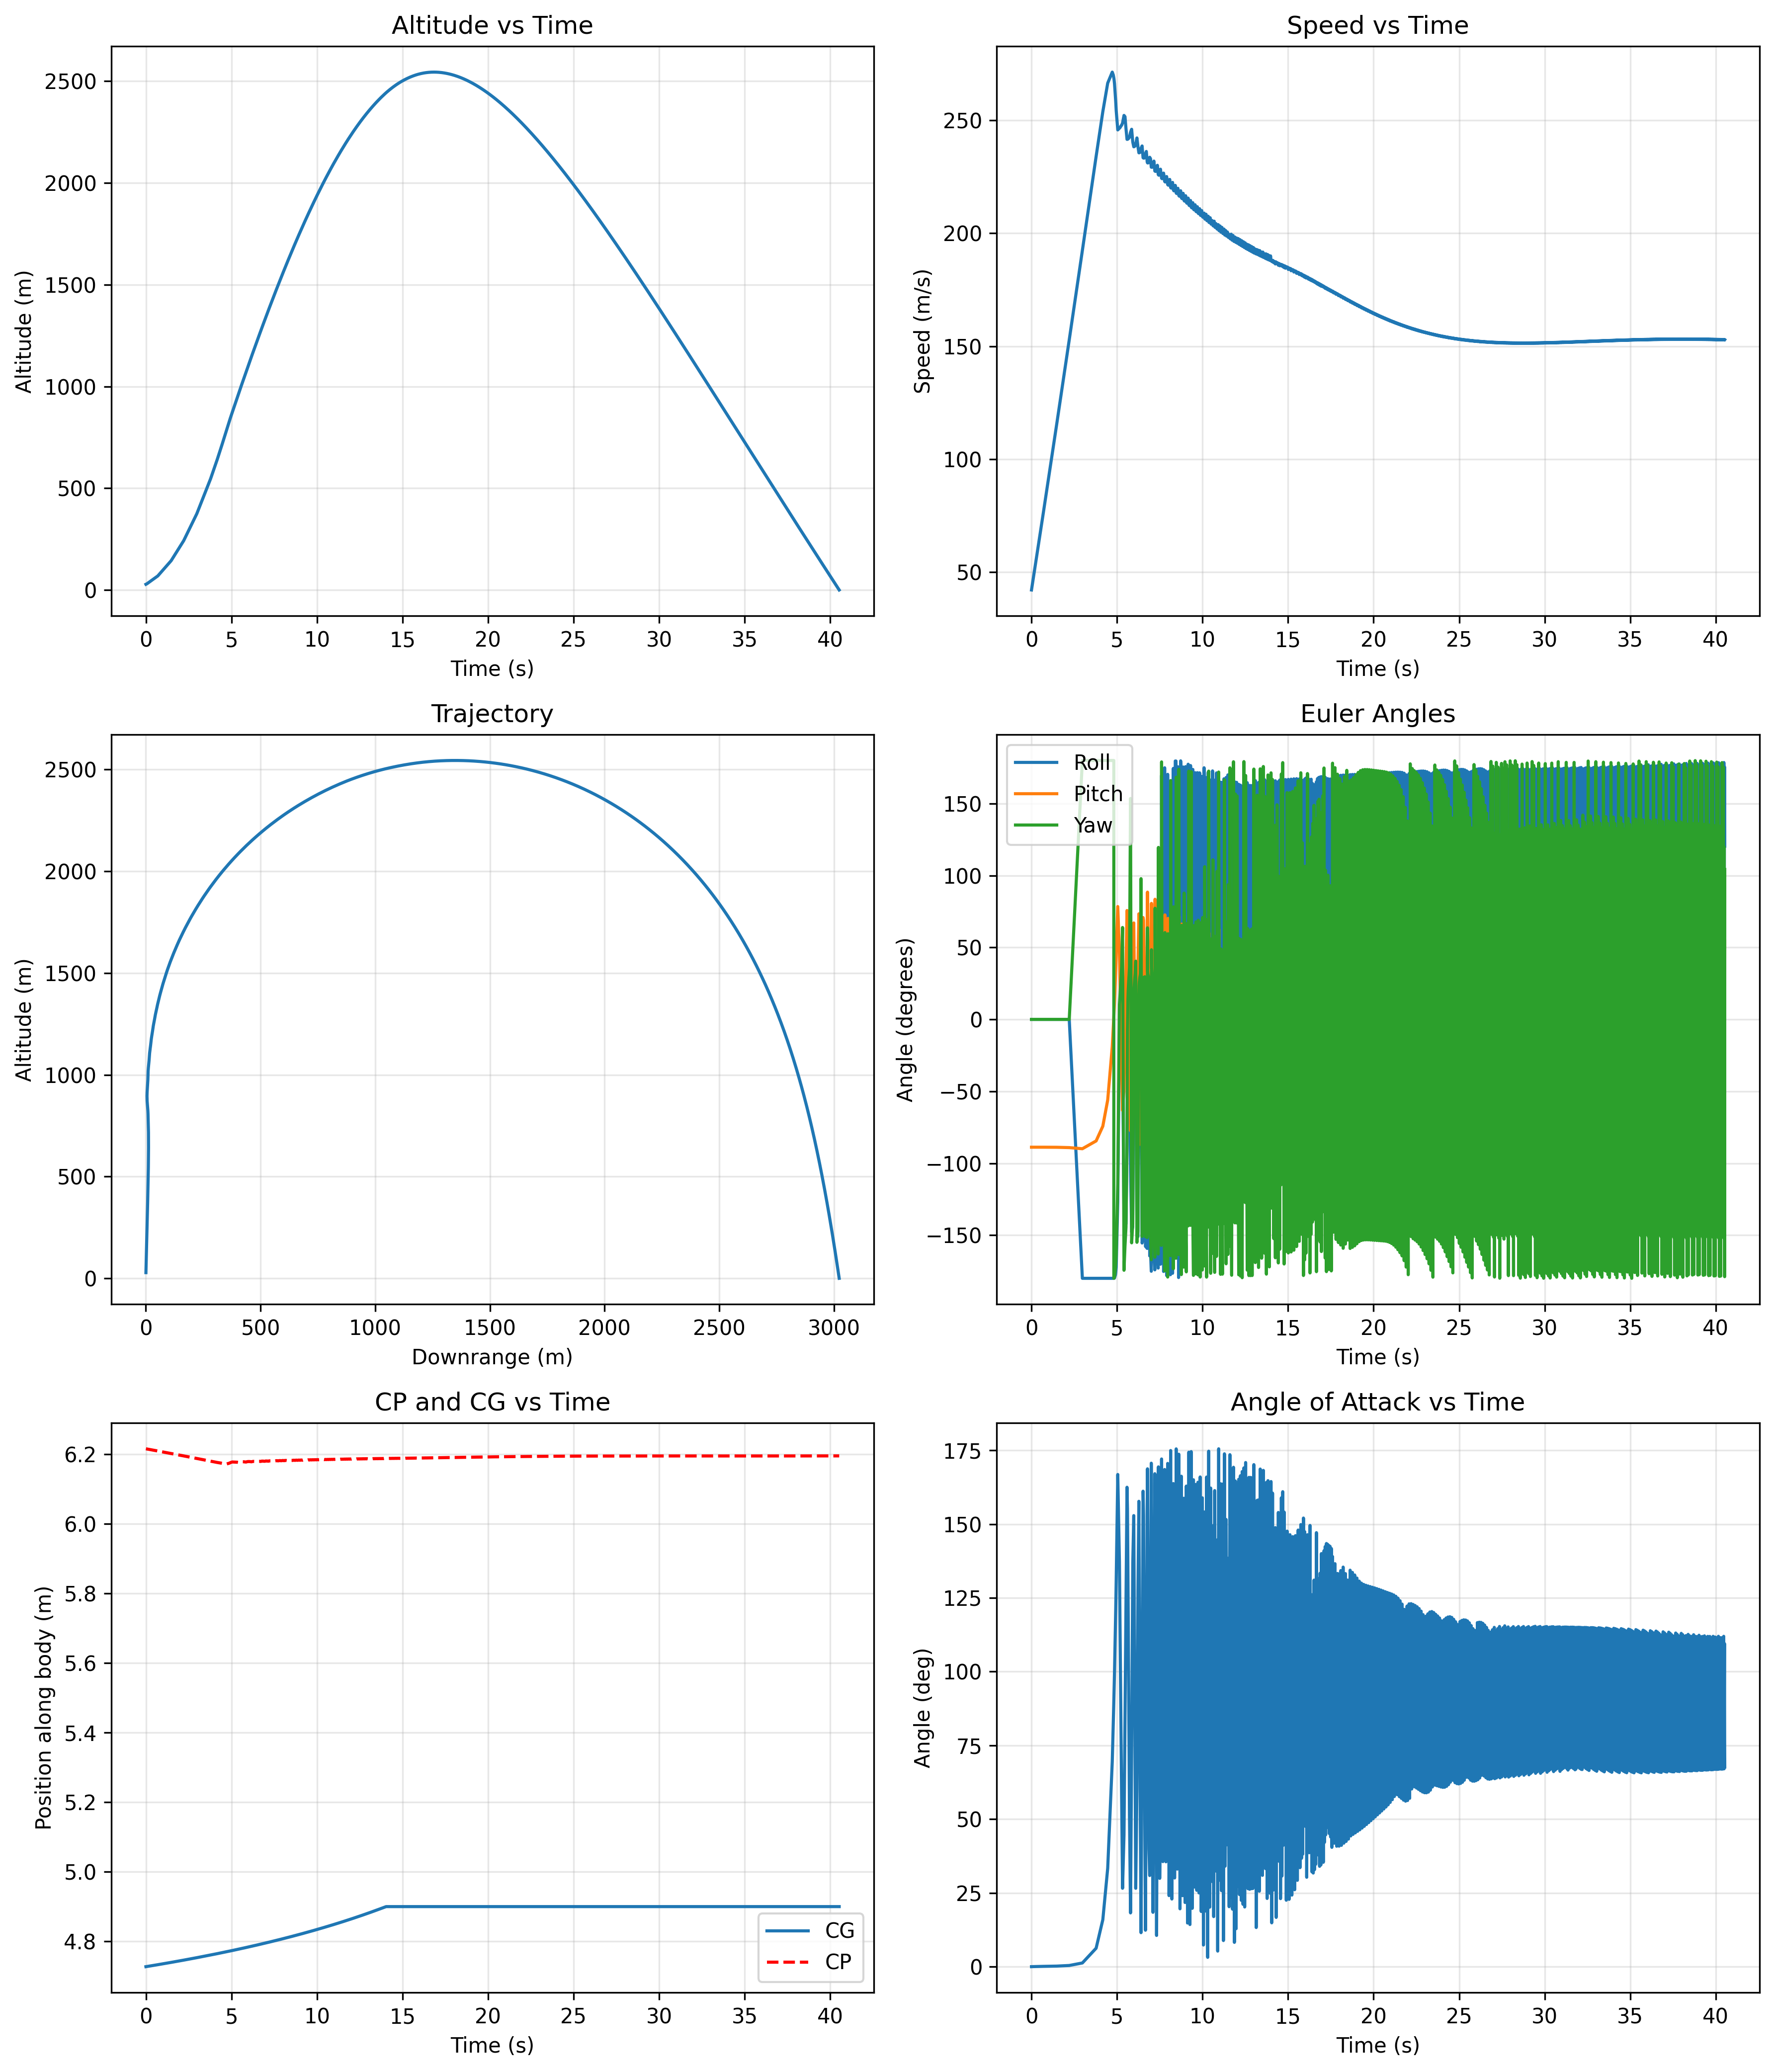 Altitude vs Time
Altitude (m)
2500
2000
1500
1000
500
0
0 5 10 15 20 25 30 35 40
Time (s)
Speed vs Time
Speed (m/s)
250
200
150
100
50
0 5 10 15 20 25 30 35 40
Time (s)
Trajectory
Altitude (m)
2500
2000
1500
1000
500
0
0 500 1000 1500 2000 2500 3000
Downrange (m)
Euler Angles
Angle (degrees)
150
100
50
0
−50
−100
−150
Roll
Pitch
Yaw
0 5 10 15 20 25 30 35 40
Time (s)
CP and CG vs Time
Position along body (m)
6.2
6.0
5.8
5.6
5.4
5.2
5.0
4.8
CG
CP
0 5 10 15 20 25 30 35 40
Time (s)
Angle of Attack vs Time
Angle (deg)
175
150
125
100
75
50
25
0
0 5 10 15 20 25 30 35 40
Time (s)